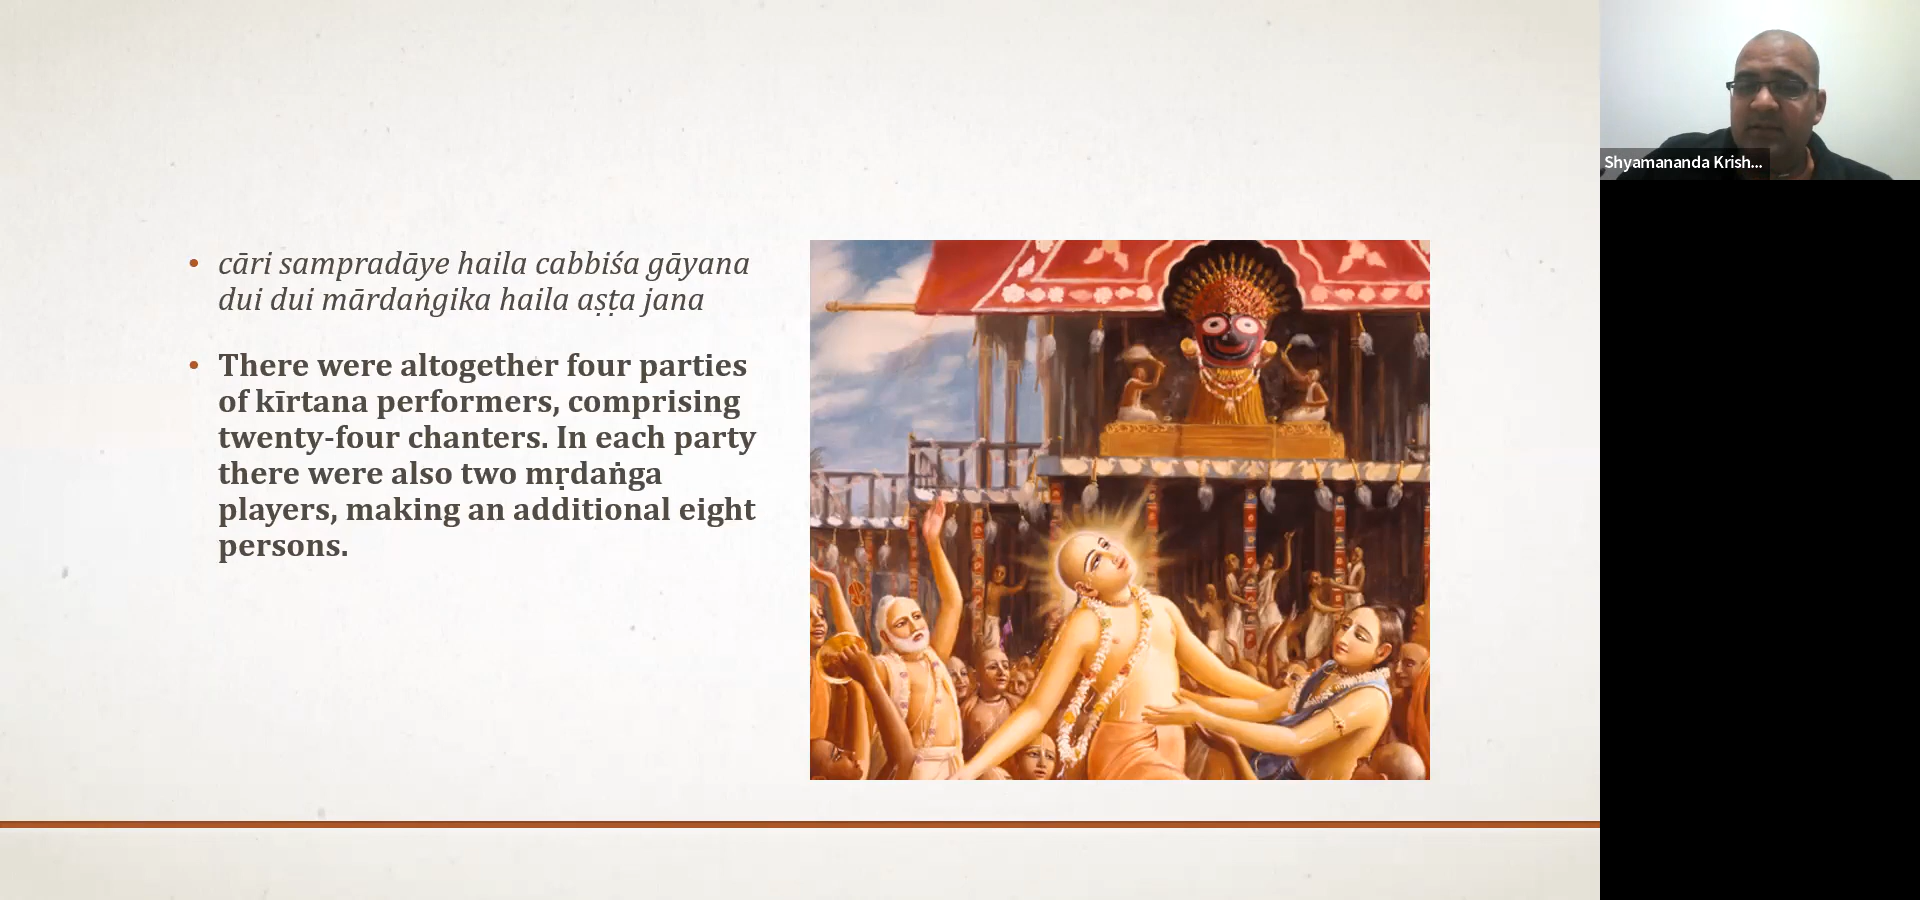 cāri sampradāye haila cabbiśa gāyana
dui dui mārdaṅgika haila aṣṭa jana
There were altogether four parties
of kīrtana performers, comprising
twenty-four chanters. In each party
there were also two mṛdaṅga
players, making an additional eight
persons.
Shyamananda Krish...